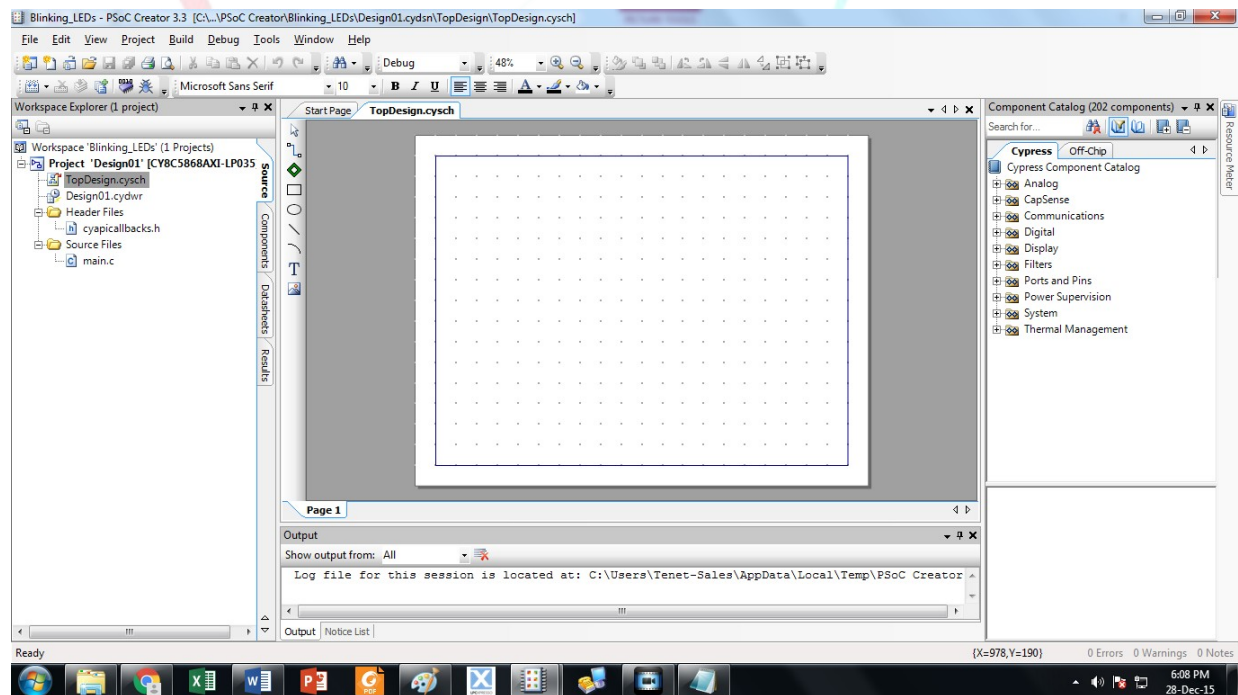 Blinking_LEDs - PSoC Creator 3.3 [C:\...\PSoC Creator\Blinking_LEDs\Design01.cydsn\TopDesign\TopDesign.cysch]
File Edit View Project Build Debug Tools Window Help
Debug 48%
Microsoft Sans Serif 10 B I U A
Workspace Explorer (1 project)
Workspace 'Blinking_LEDs' (1 Projects)
Project 'Design01' [CY8C5868AXI-LP035
TopDesign.cysch
Design01.cydwr
Header Files
cyapicallbacks.h
Source Files
main.c
Source
Components
Datasheets
Results
Start Page TopDesign.cysch
T
Page 1
Output
Show output from: All
Log file for this session is located at: C:\Users\Tenet-Sales\AppData\Local\Temp\PSoC Creator
Output Notice List
Component Catalog (202 components)
Search for...
Cypress Off-Chip
Cypress Component Catalog
Analog
CapSense
Communications
Digital
Display
Filters
Ports and Pins
Power Supervision
System
Thermal Management
Resource Meter
Ready {X=978,Y=190} 0 Errors 0 Warnings 0 Notes
6:08 PM
28-Dec-15